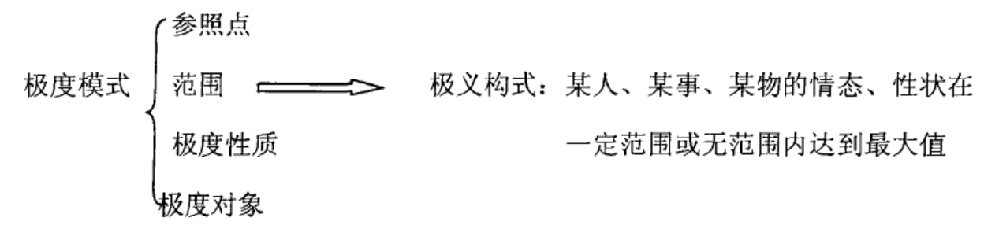 参照点
极度模式 范围 极义构式：某人、某事、某物的情态、性状在
极度性质 一定范围或无范围内达到最大值
极度对象